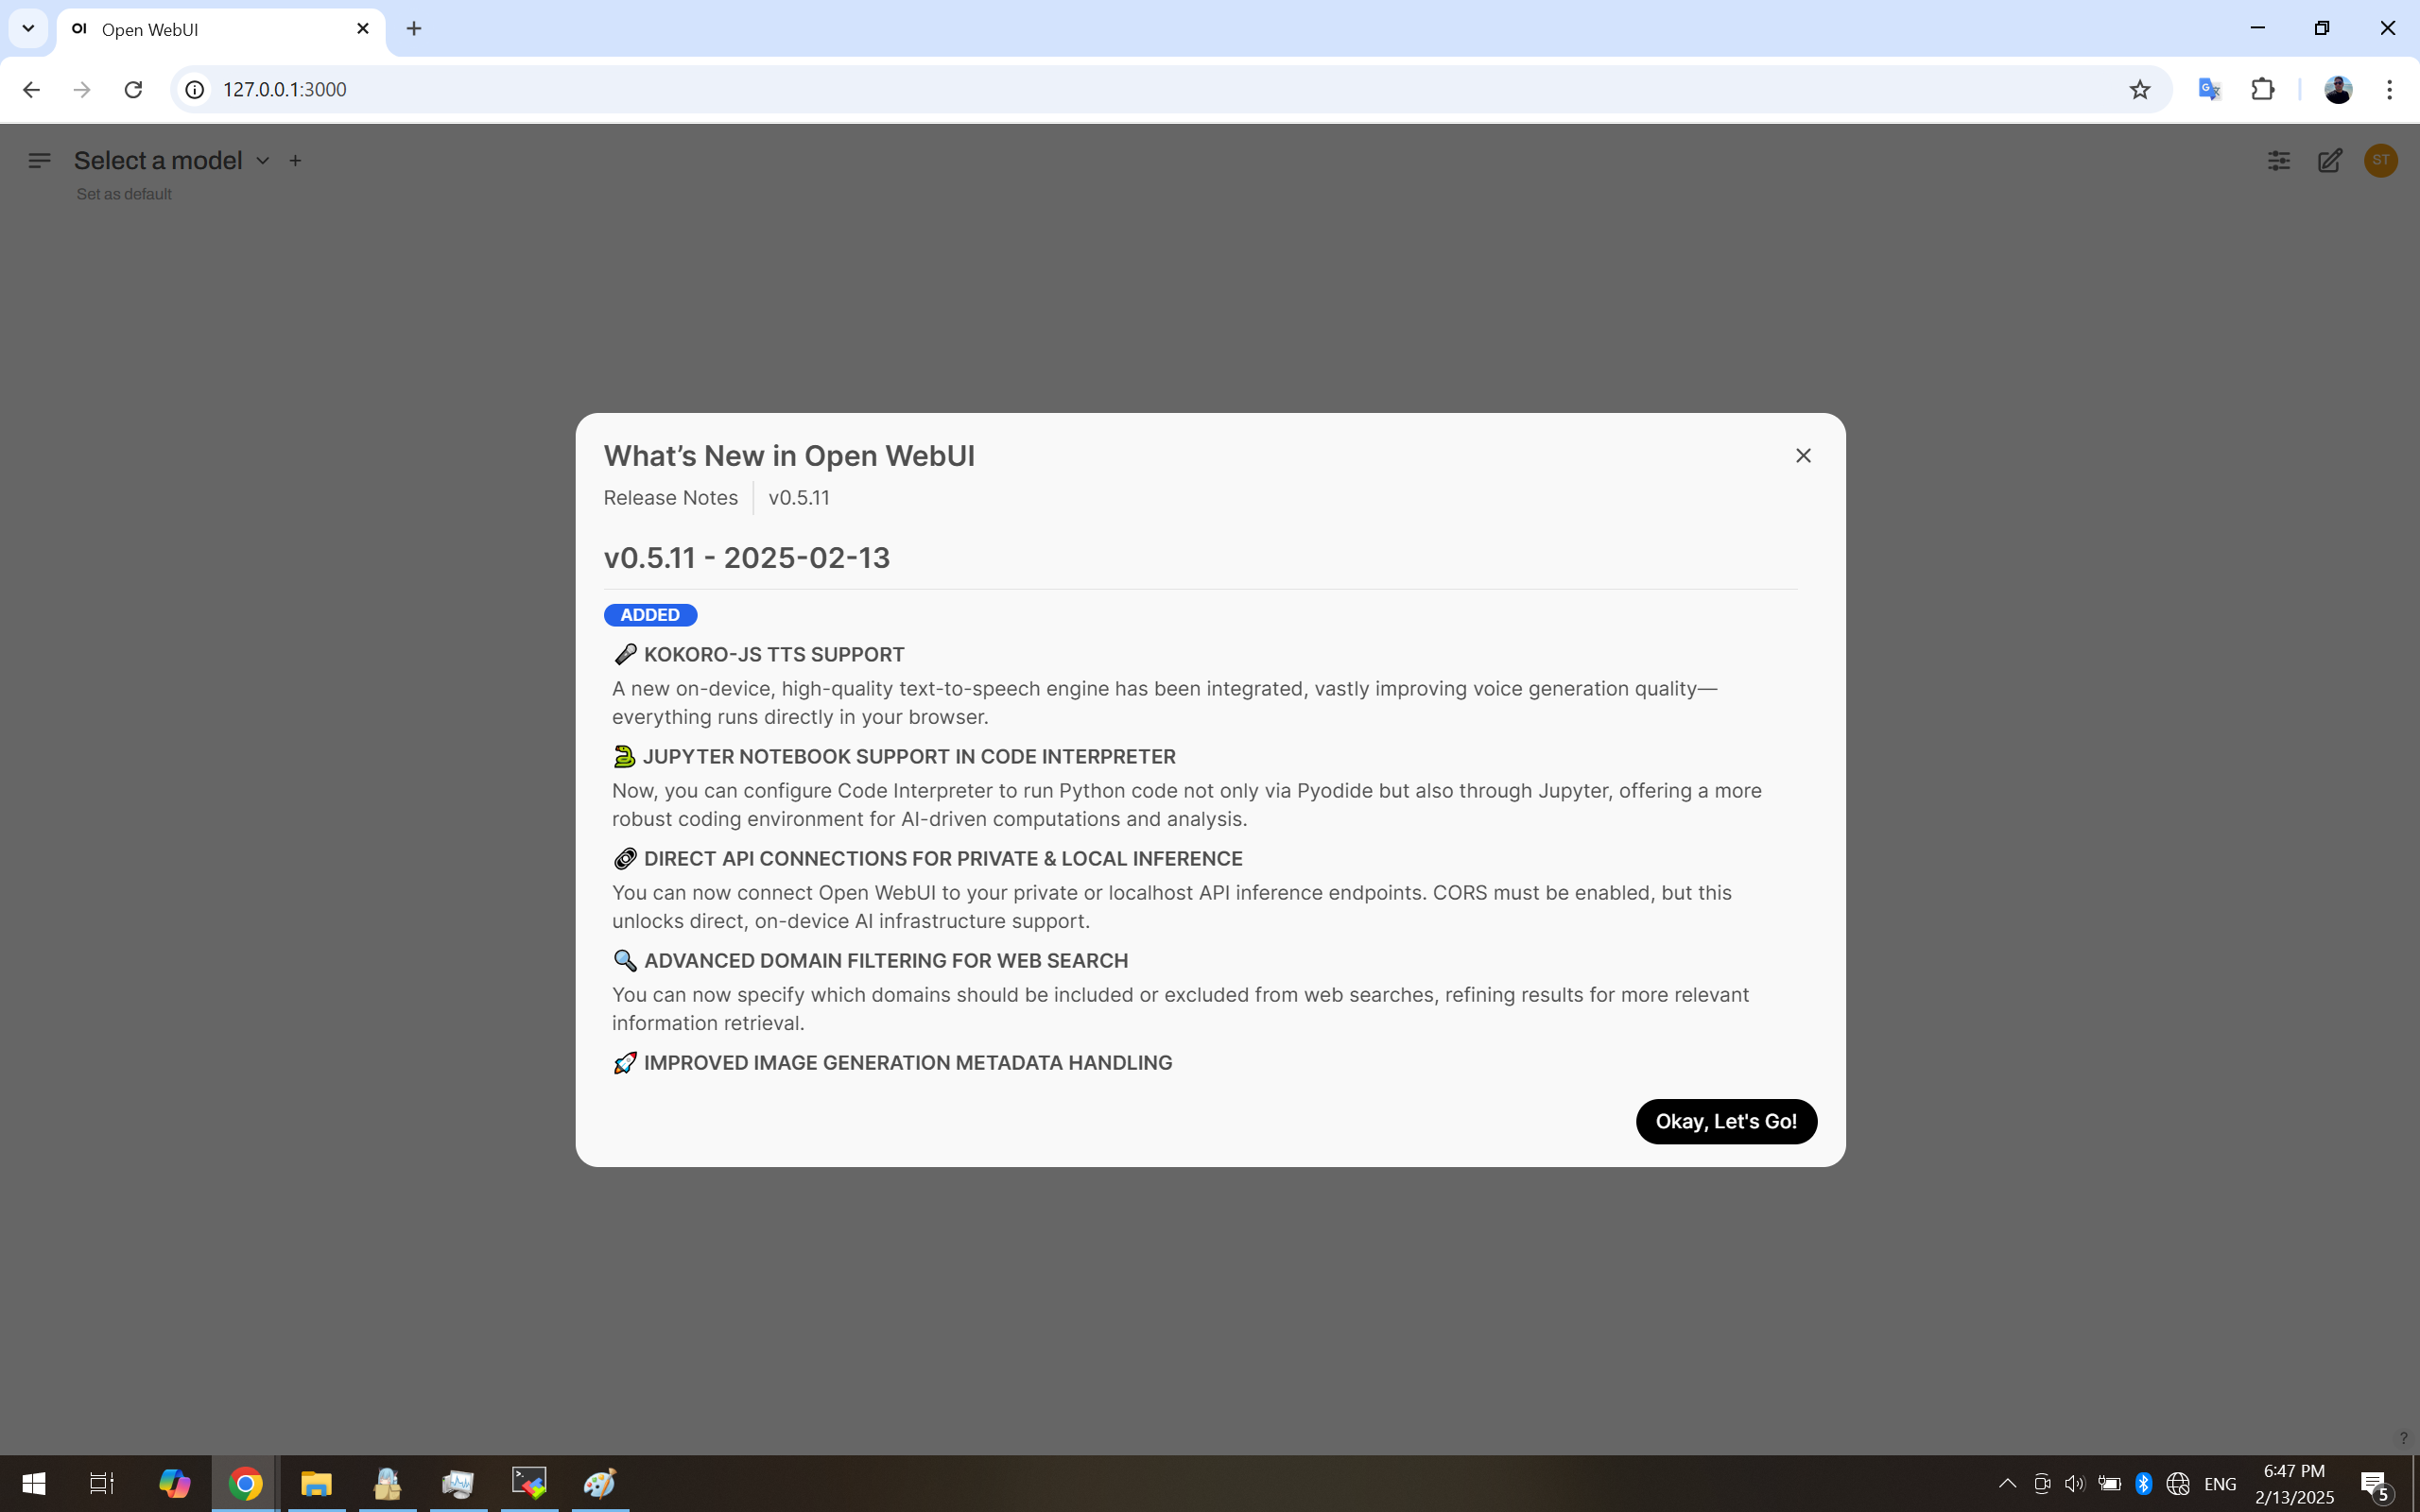 OI Open WebUI
127.0.0.1:3000
Select a model
Set as default
ST
What’s New in Open WebUI
Release Notes v0.5.11
v0.5.11 - 2025-02-13
ADDED
🎤 KOKORO-JS TTS SUPPORT
A new on-device, high-quality text-to-speech engine has been integrated, vastly improving voice generation quality—
everything runs directly in your browser.
🐍 JUPYTER NOTEBOOK SUPPORT IN CODE INTERPRETER
Now, you can configure Code Interpreter to run Python code not only via Pyodide but also through Jupyter, offering a more
robust coding environment for AI-driven computations and analysis.
🔗 DIRECT API CONNECTIONS FOR PRIVATE & LOCAL INFERENCE
You can now connect Open WebUI to your private or localhost API inference endpoints. CORS must be enabled, but this
unlocks direct, on-device AI infrastructure support.
🔍 ADVANCED DOMAIN FILTERING FOR WEB SEARCH
You can now specify which domains should be included or excluded from web searches, refining results for more relevant
information retrieval.
🚀 IMPROVED IMAGE GENERATION METADATA HANDLING
Okay, Let's Go!
?
ENG
6:47 PM
2/13/2025
5